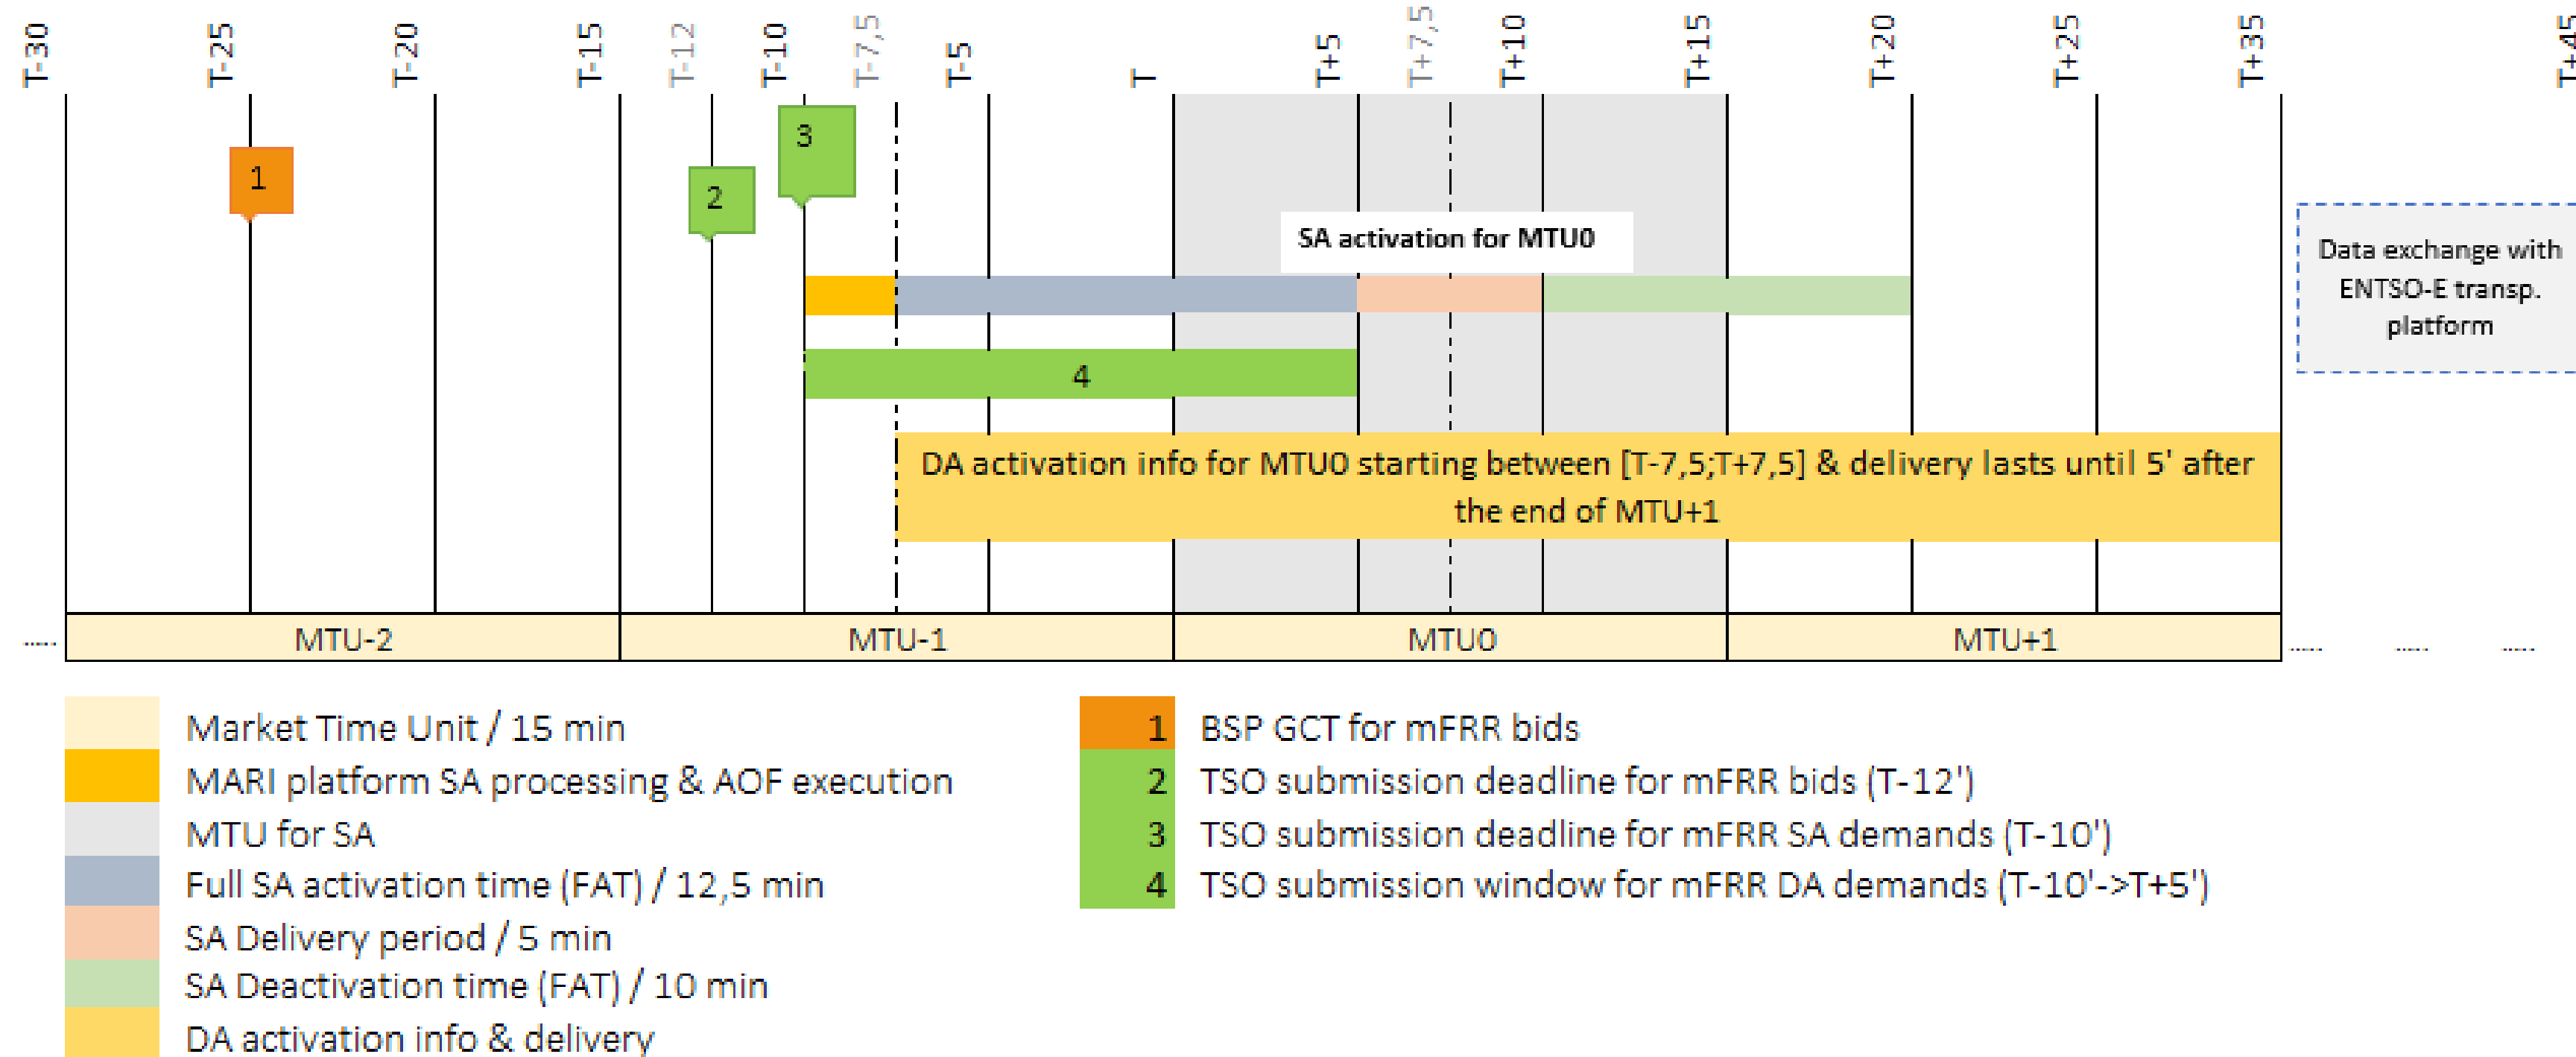 T-30
T-25
T-20
T-15
T-12
T-10
T-7,5
T-5
T
T+5
T+7,5
T+10
T+15
T+20
T+25
T+35
T+45
1
2
3
SA activation for MTU0
Data exchange with
ENTSO-E transp.
platform
4
DA activation info for MTU0 starting between [T-7,5;T+7,5] & delivery lasts until 5' after
the end of MTU+1
..... MTU-2 MTU-1 MTU0 MTU+1 ..... ..... .....
Market Time Unit / 15 min
MARI platform SA processing & AOF execution
MTU for SA
Full SA activation time (FAT) / 12,5 min
SA Delivery period / 5 min
SA Deactivation time (FAT) / 10 min
DA activation info & delivery
1 BSP GCT for mFRR bids
2 TSO submission deadline for mFRR bids (T-12')
3 TSO submission deadline for mFRR SA demands (T-10')
4 TSO submission window for mFRR DA demands (T-10'->T+5')